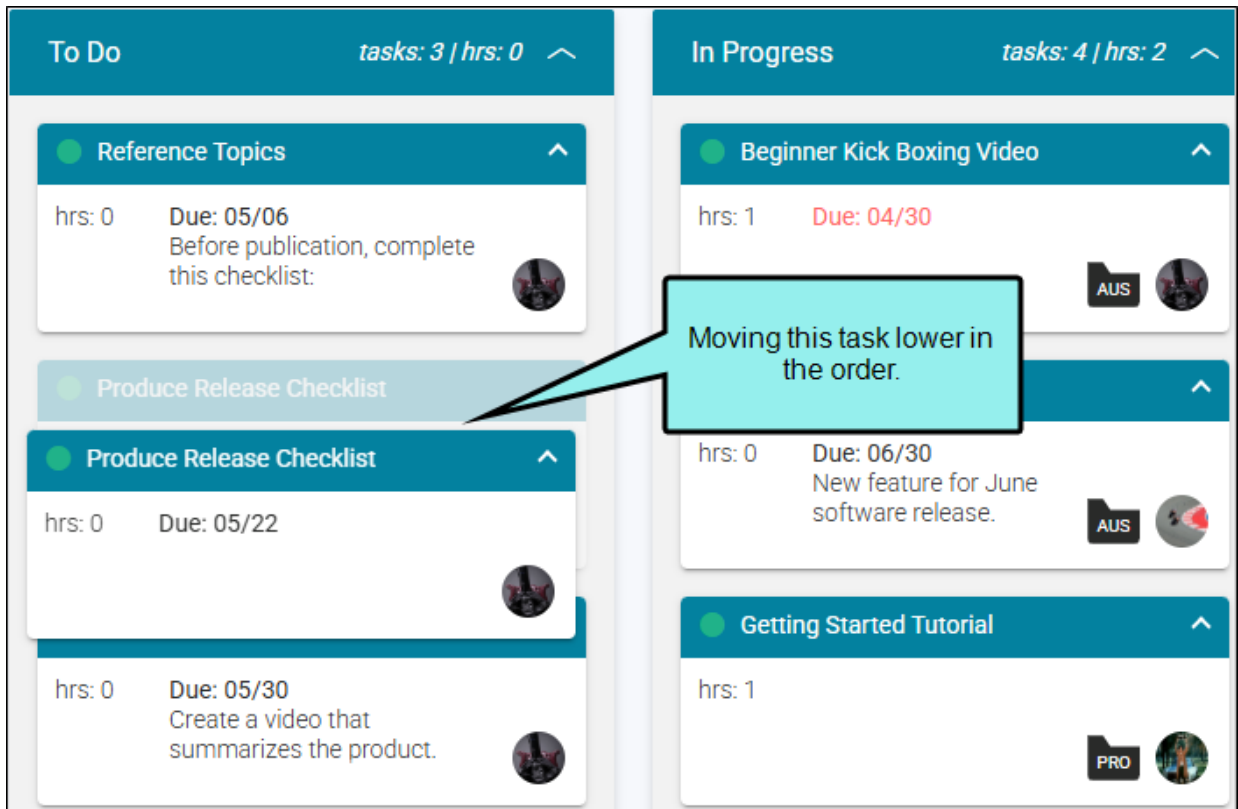 To Do
tasks: 3 | hrs: 0
Reference Topics
hrs: 0
Due: 05/06
Before publication, complete
this checklist:
Produce Release Checklist
Produce Release Checklist
hrs: 0
Due: 05/22
hrs: 0
Due: 05/30
Create a video that
summarizes the product.
In Progress
tasks: 4 | hrs: 2
Beginner Kick Boxing Video
hrs: 1
Due: 04/30
AUS
Moving this task lower in
the order.
hrs: 0
Due: 06/30
New feature for June
software release.
AUS
Getting Started Tutorial
hrs: 1
PRO